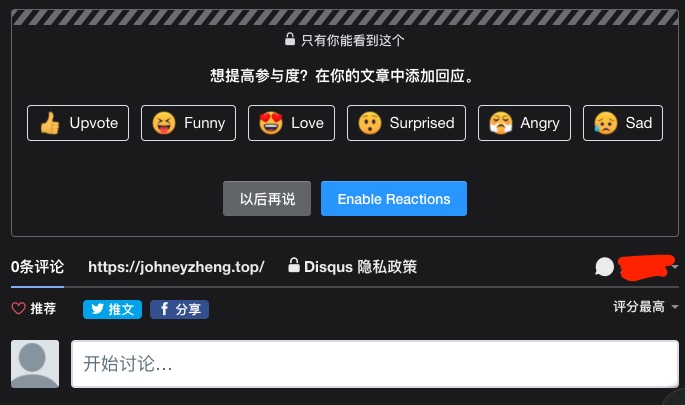 只有你能看到这个
想提高参与度？在你的文章中添加回应。
Upvote Funny Love Surprised Angry Sad
以后再说 Enable Reactions
0条评论 https://johneyzheng.top/ Disqus 隐私政策
推荐 推文 分享 评分最高
开始讨论…